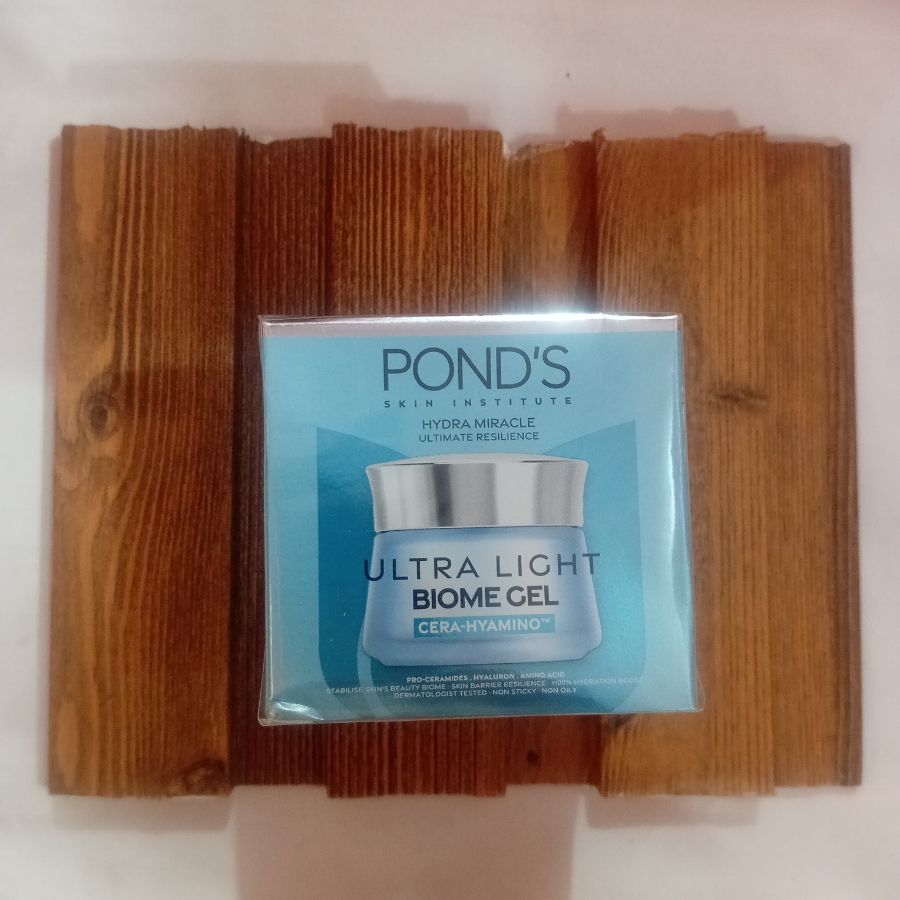 POND'S
SKIN INSTITUTE
HYDRA MIRACLE
ULTIMATE RESILIENCE
ULTRA LIGHT
BIOME GEL
CERA-HYAMINO™
PRO-CERAMIDES . HYALURON . AMINO ACID
STABILISE SKIN'S BEAUTY BIOME · SKIN BARRIER RESILIENCE · +100% HYDRATION BOOST
DERMATOLOGIST TESTED · NON STICKY · NON OILY